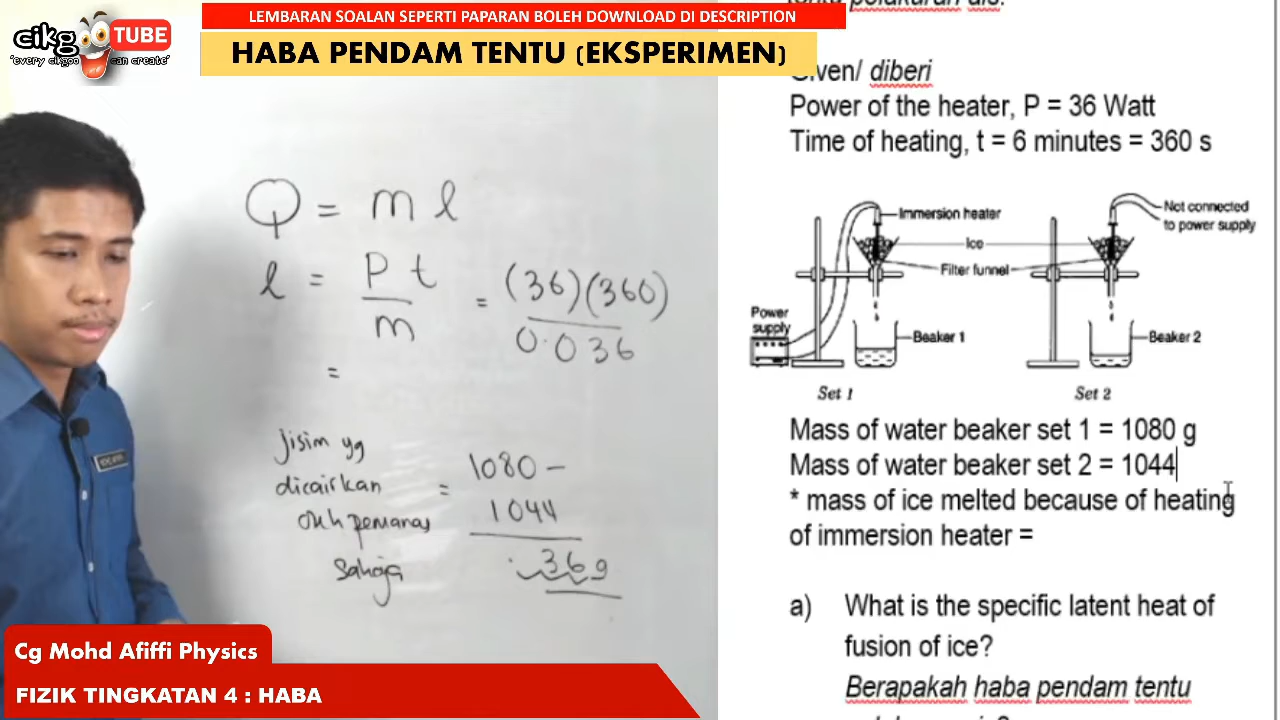 LEMBARAN SOALAN SEPERTI PAPARAN BOLEH DOWNLOAD DI DESCRIPTION
cikgooTUBE
'every cikgoo can create'
HABA PENDAM TENTU (EKSPERIMEN)
Q = m l
l = P t / m = (36)(360) / 0.036
=
jisim yg
dicairkan
oleh pemanas
sahaja
= 1080 -
1044
36g
Given/ diberi
Power of the heater, P = 36 Watt
Time of heating, t = 6 minutes = 360 s
Immersion heater
Ice
Filter funnel
Power
supply
Beaker 1
Set 1
Not connected
to power supply
Beaker 2
Set 2
Mass of water beaker set 1 = 1080 g
Mass of water beaker set 2 = 1044
* mass of ice melted because of heating
of immersion heater =
a) What is the specific latent heat of
fusion of ice?
Berapakah haba pendam tentu
Cg Mohd Afiffi Physics
FIZIK TINGKATAN 4 : HABA